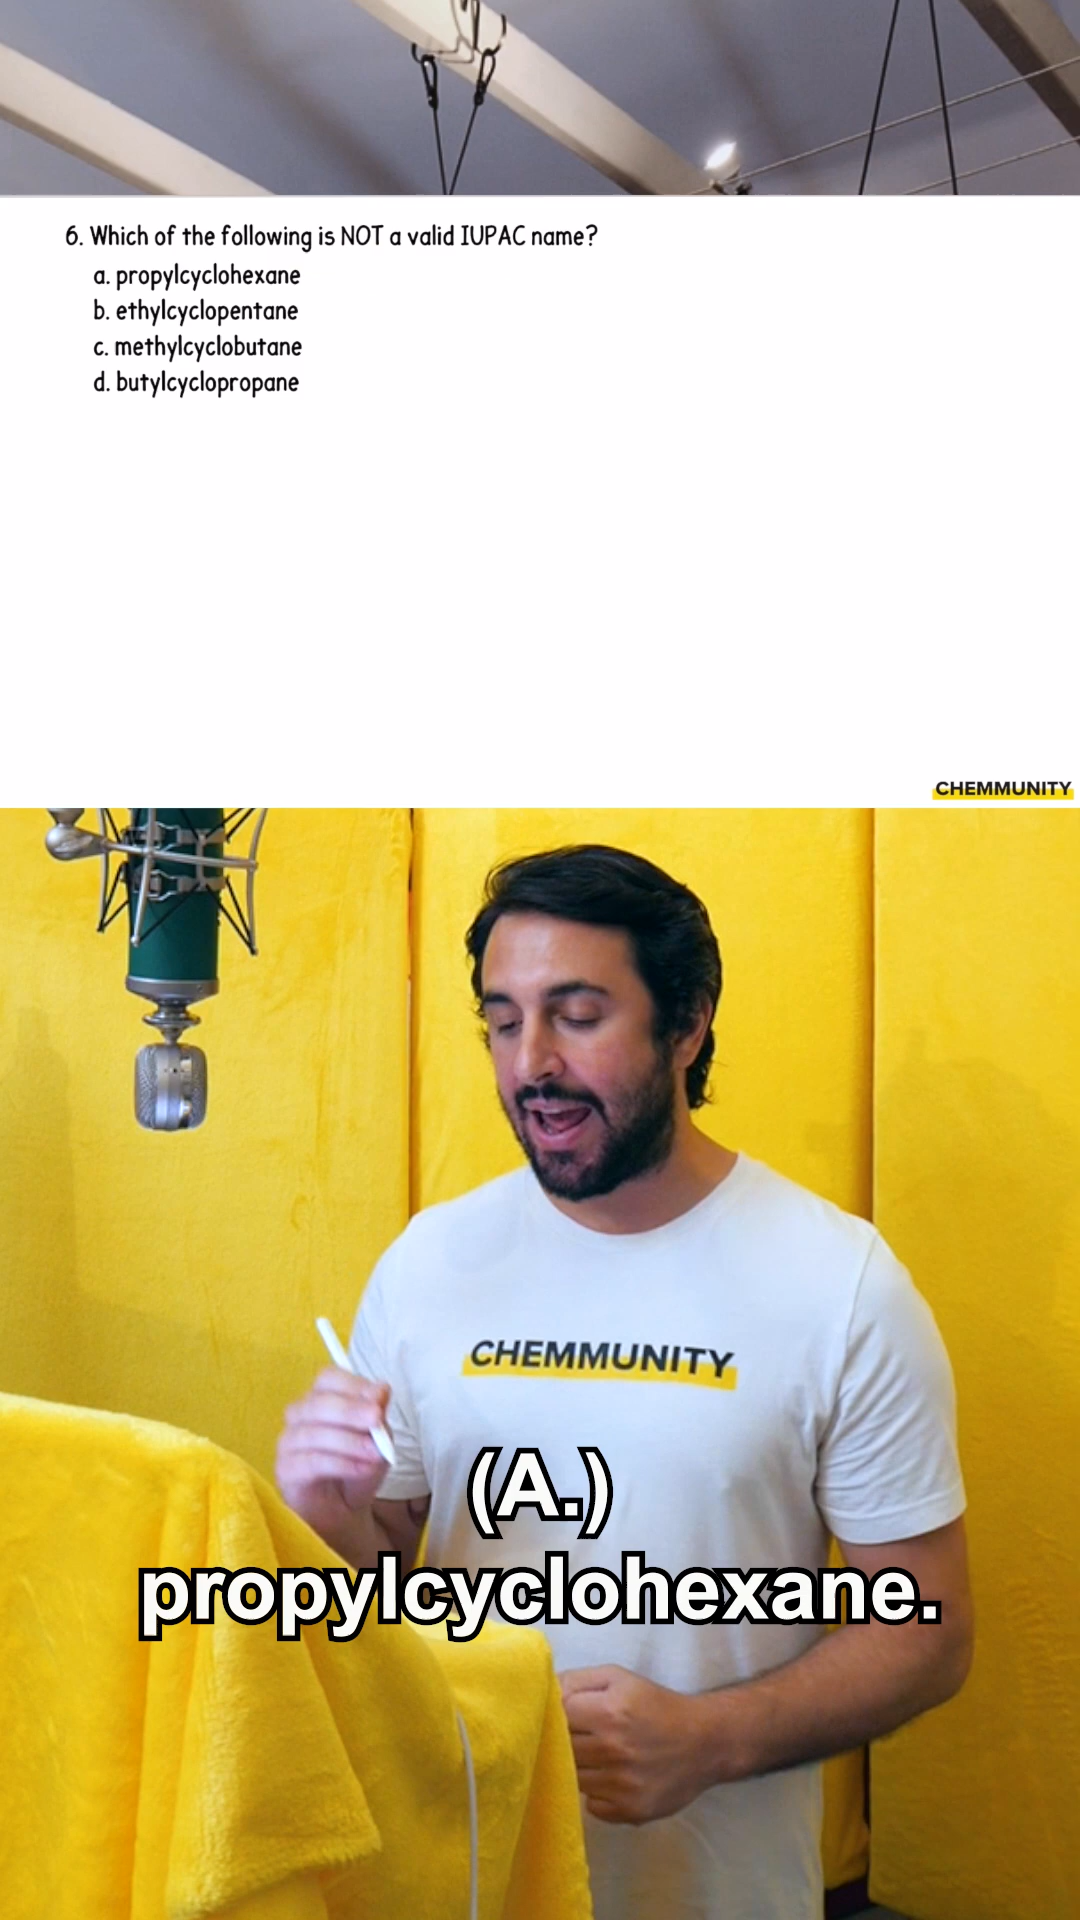 6. Which of the following is NOT a valid IUPAC name?
a. propylcyclohexane
b. ethylcyclopentane
c. methylcyclobutane
d. butylcyclopropane
CHEMMUNITY
CHEMMUNITY
(A.)
propylcyclohexane.